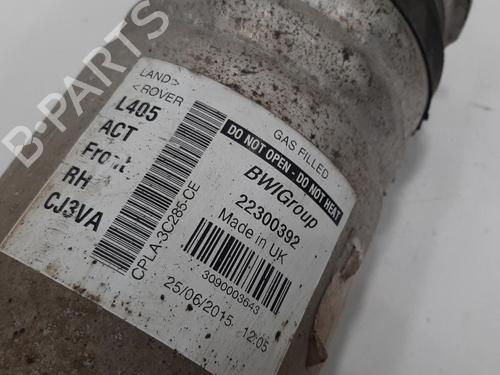 LAND>
<ROVER
L405
ACT
Front
RH
CJ3VA
CPLA-3C285-CE
GAS FILLED
DO NOT OPEN - DO NOT HEAT
BWIGroup
22300392
Made in UK
3090003643
25/06/2015 12:05
B-PARTS